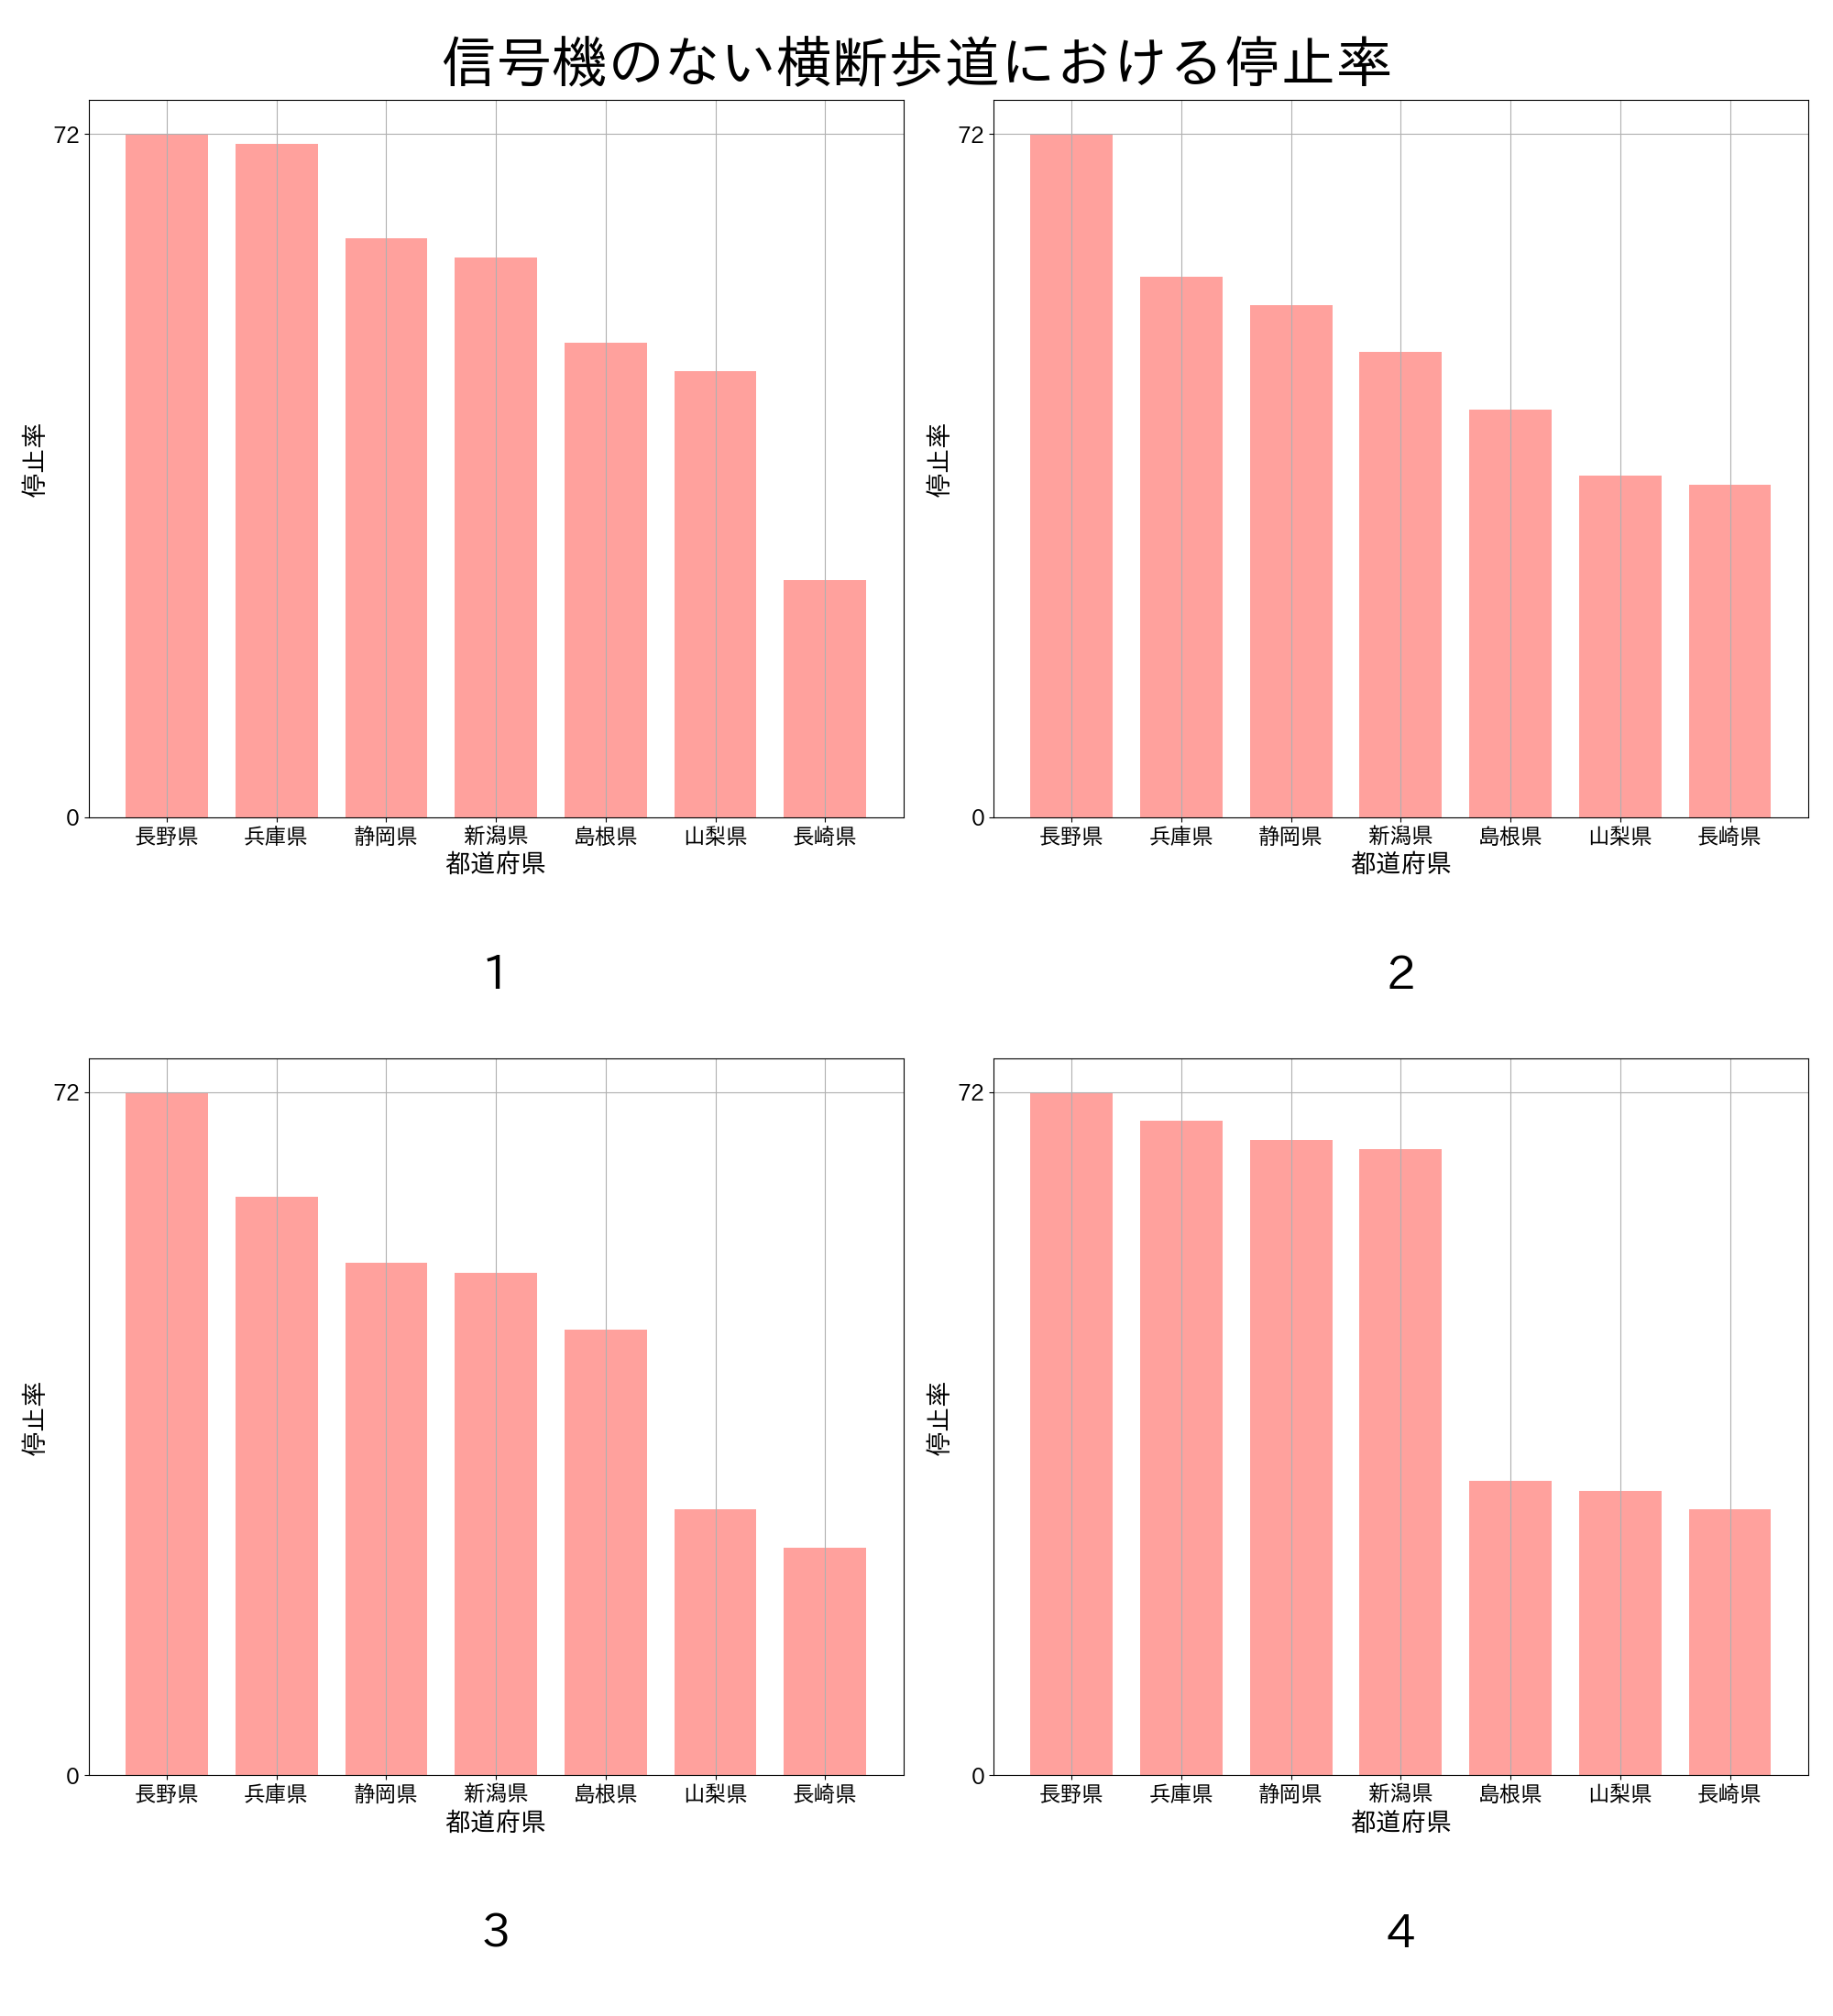 信号機のない横断歩道における停止率
72
0
停止率
長野県 兵庫県 静岡県 新潟県 島根県 山梨県 長崎県
都道府県
1
72
0
停止率
長野県 兵庫県 静岡県 新潟県 島根県 山梨県 長崎県
都道府県
2
72
0
停止率
長野県 兵庫県 静岡県 新潟県 島根県 山梨県 長崎県
都道府県
3
72
0
停止率
長野県 兵庫県 静岡県 新潟県 島根県 山梨県 長崎県
都道府県
4